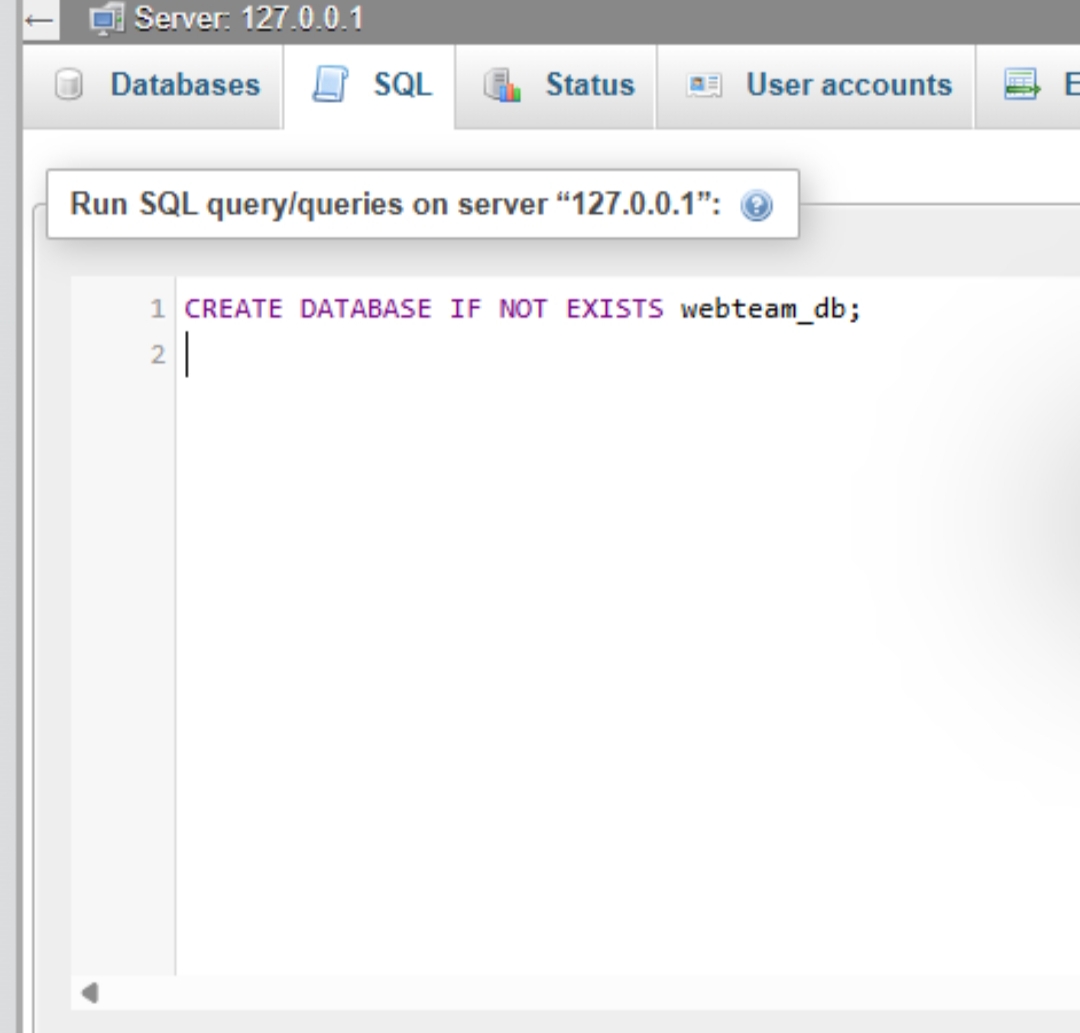 Server: 127.0.0.1
Databases SQL Status User accounts E
Run SQL query/queries on server “127.0.0.1”:
1 CREATE DATABASE IF NOT EXISTS webteam_db;
2